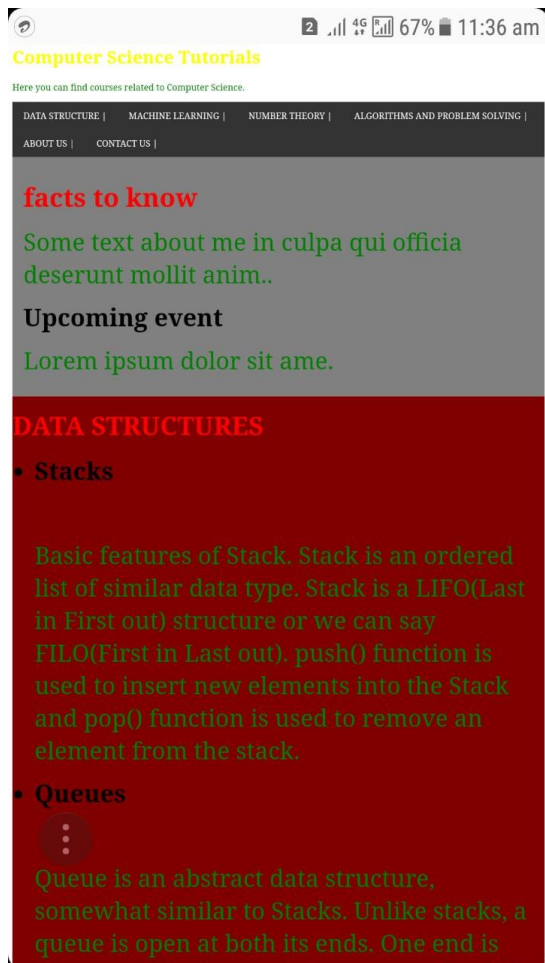 2 4G R 67% 11:36 am
Computer Science Tutorials
Here you can find courses related to Computer Science.
DATA STRUCTURE | MACHINE LEARNING | NUMBER THEORY | ALGORITHMS AND PROBLEM SOLVING |
ABOUT US | CONTACT US |
facts to know
Some text about me in culpa qui officia
deserunt mollit anim..
Upcoming event
Lorem ipsum dolor sit ame.
DATA STRUCTURES
• Stacks
Basic features of Stack. Stack is an ordered
list of similar data type. Stack is a LIFO(Last
in First out) structure or we can say
FILO(First in Last out). push() function is
used to insert new elements into the Stack
and pop() function is used to remove an
element from the stack.
• Queues
Queue is an abstract data structure,
somewhat similar to Stacks. Unlike stacks, a
queue is open at both its ends. One end is